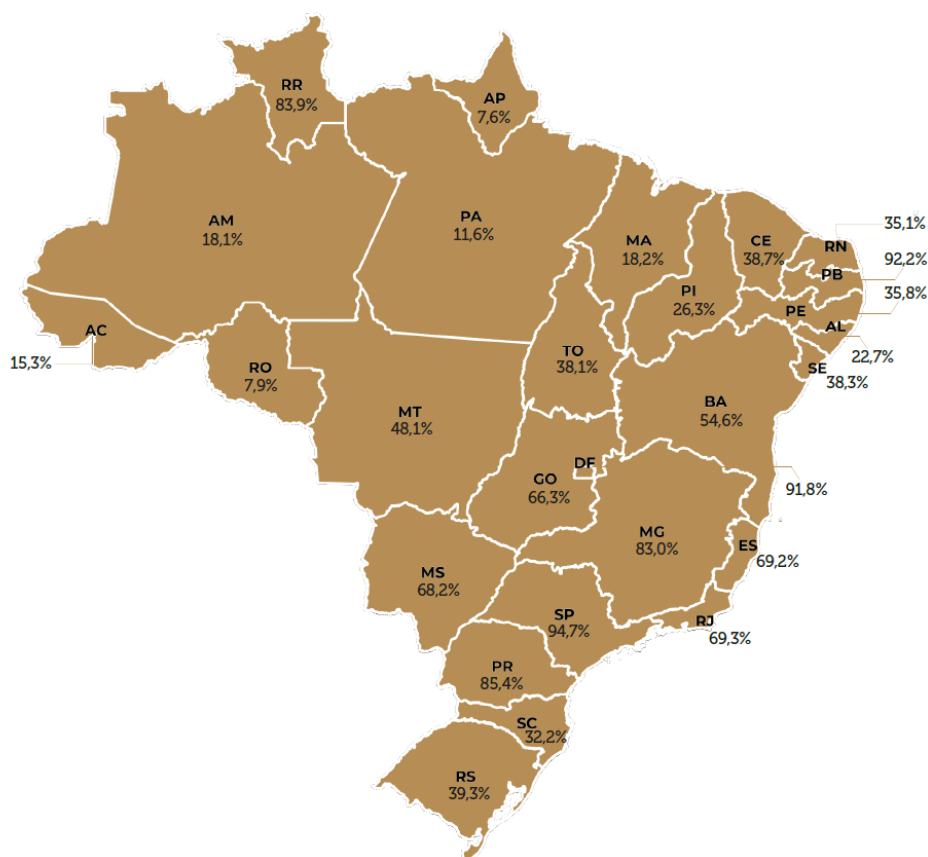 RR
83,9%
AP
7,6%
AM
18,1%
PA
11,6%
MA
18,2%
CE
38,7%
RN
35,1%
PB
92,2%
PI
26,3%
PE
35,8%
AL
22,7%
SE
38,3%
AC
15,3%
RO
7,9%
TO
38,1%
MT
48,1%
BA
54,6%
DF
91,8%
GO
66,3%
MG
83,0%
ES
69,2%
MS
68,2%
SP
94,7%
RJ
69,3%
PR
85,4%
SC
32,2%
RS
39,3%